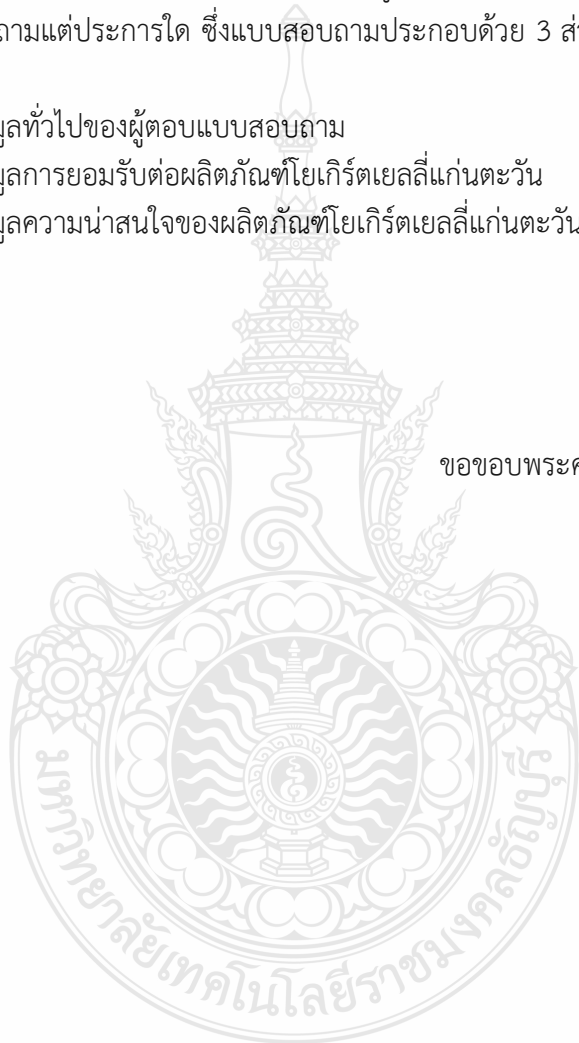 ถามแต่ประการใด ซึ่งแบบสอบถามประกอบด้วย 3
มูลทั่วไปของผู้ตอบแบบสอบถาม
มูลการยอมรับต่อผลิตภัณฑ์โยเกิร์ตเยลลี่แก่นตะวัน
มูลความน่าสนใจของผลิตภัณฑ์โยเกิร์ตเยลลี่แก่นตะวัน
ขอขอบพระ
มหาวิทยาลัยเทคโนโลยีราชมงคลธัญบุรี